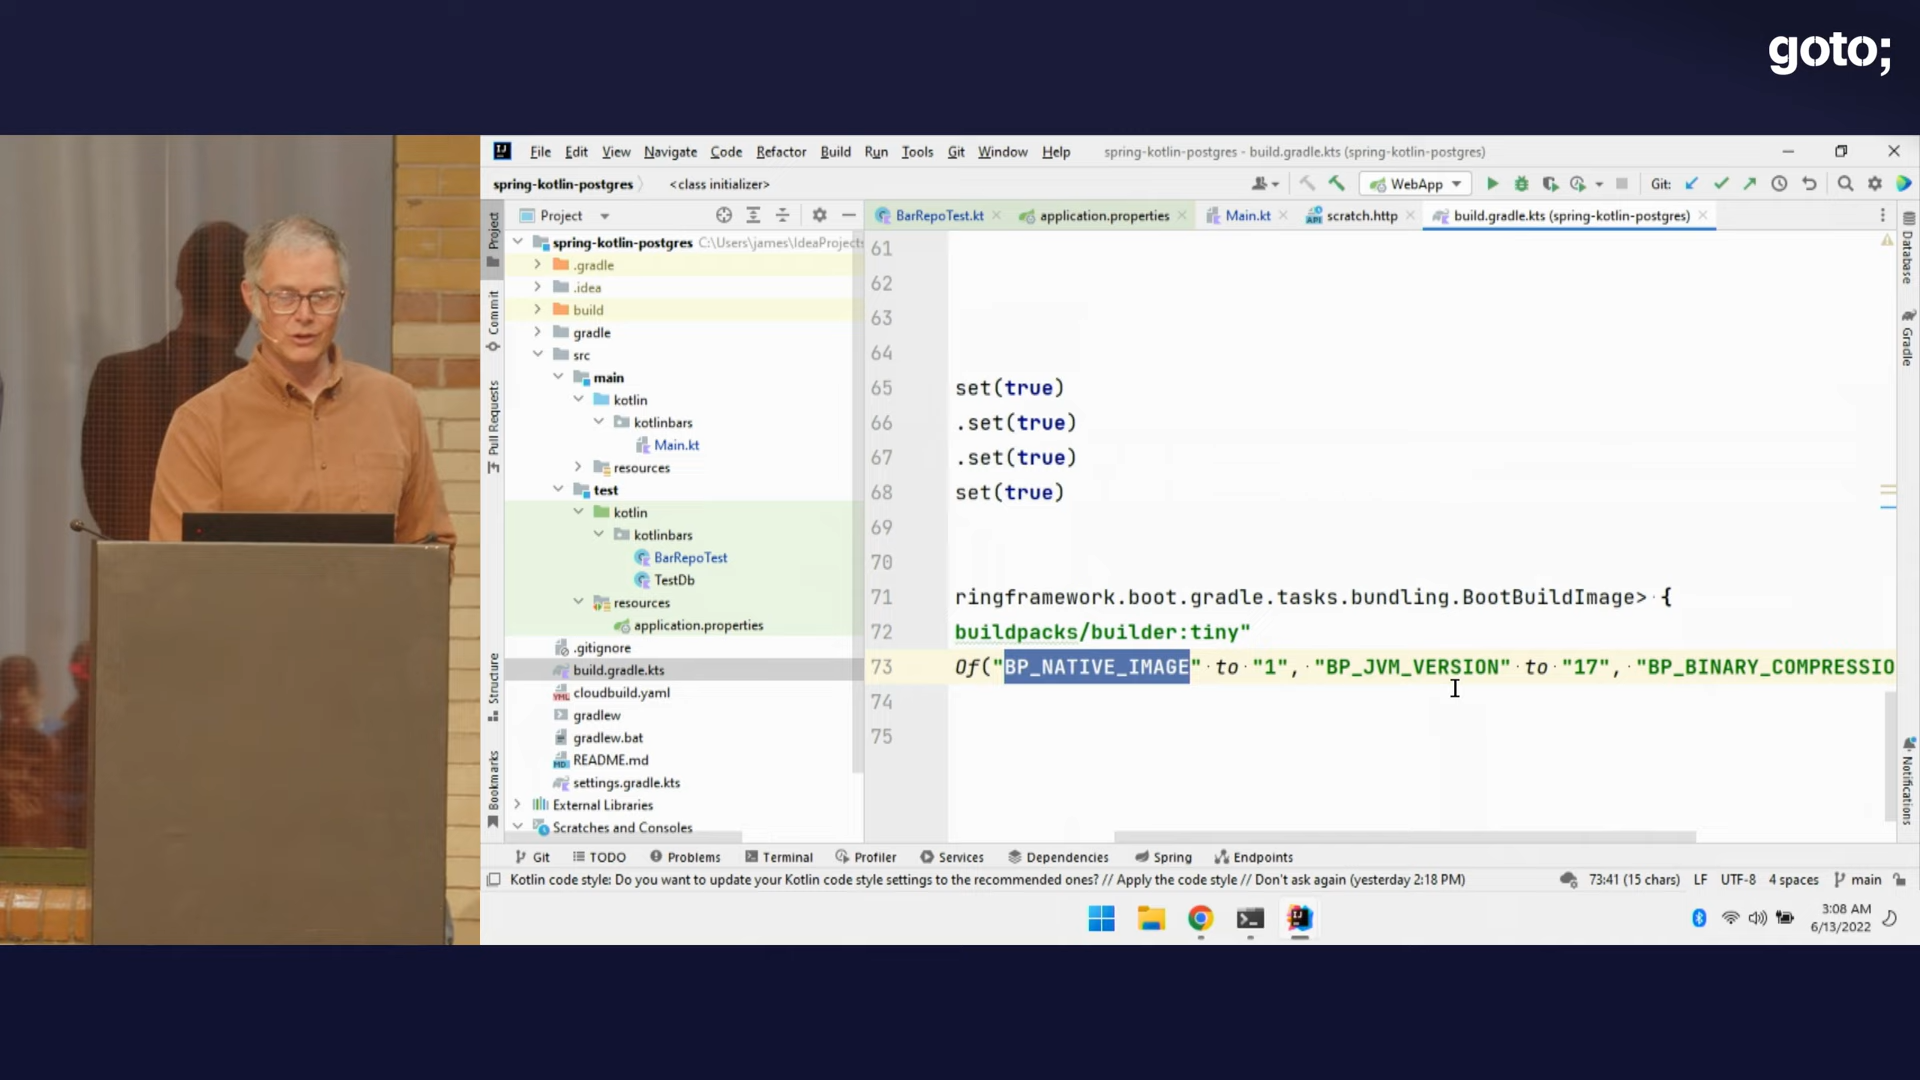 goto;
File Edit View Navigate Code Refactor Build Run Tools Git Window Help spring-kotlin-postgres - build.gradle.kts (spring-kotlin-postgres)
spring-kotlin-postgres <class initializer> WebApp Git:
Project
BarRepoTest.kt application.properties Main.kt scratch.http build.gradle.kts (spring-kotlin-postgres)
Project
Commit
Pull Requests
Structure
Bookmarks
spring-kotlin-postgres C:\Users\james\IdeaProjects
.gradle
.idea
build
gradle
src
main
kotlin
kotlinbars
Main.kt
resources
test
kotlin
kotlinbars
BarRepoTest
TestDb
resources
application.properties
.gitignore
build.gradle.kts
cloudbuild.yaml
gradlew
gradlew.bat
README.md
settings.gradle.kts
External Libraries
Scratches and Consoles
61
62
63
64
65 set(true)
66 .set(true)
67 .set(true)
68 set(true)
69
70
71 ringframework.boot.gradle.tasks.bundling.BootBuildImage> {
72 buildpacks/builder:tiny"
73 Of("BP_NATIVE_IMAGE" to "1", "BP_JVM_VERSION" to "17", "BP_BINARY_COMPRESSIO
74
75
Database
Gradle
Notifications
Git TODO Problems Terminal Profiler Services Dependencies Spring Endpoints
Kotlin code style: Do you want to update your Kotlin code style settings to the recommended ones? // Apply the code style // Don't ask again (yesterday 2:18 PM) 73:41 (15 chars) LF UTF-8 4 spaces main
3:08 AM
6/13/2022